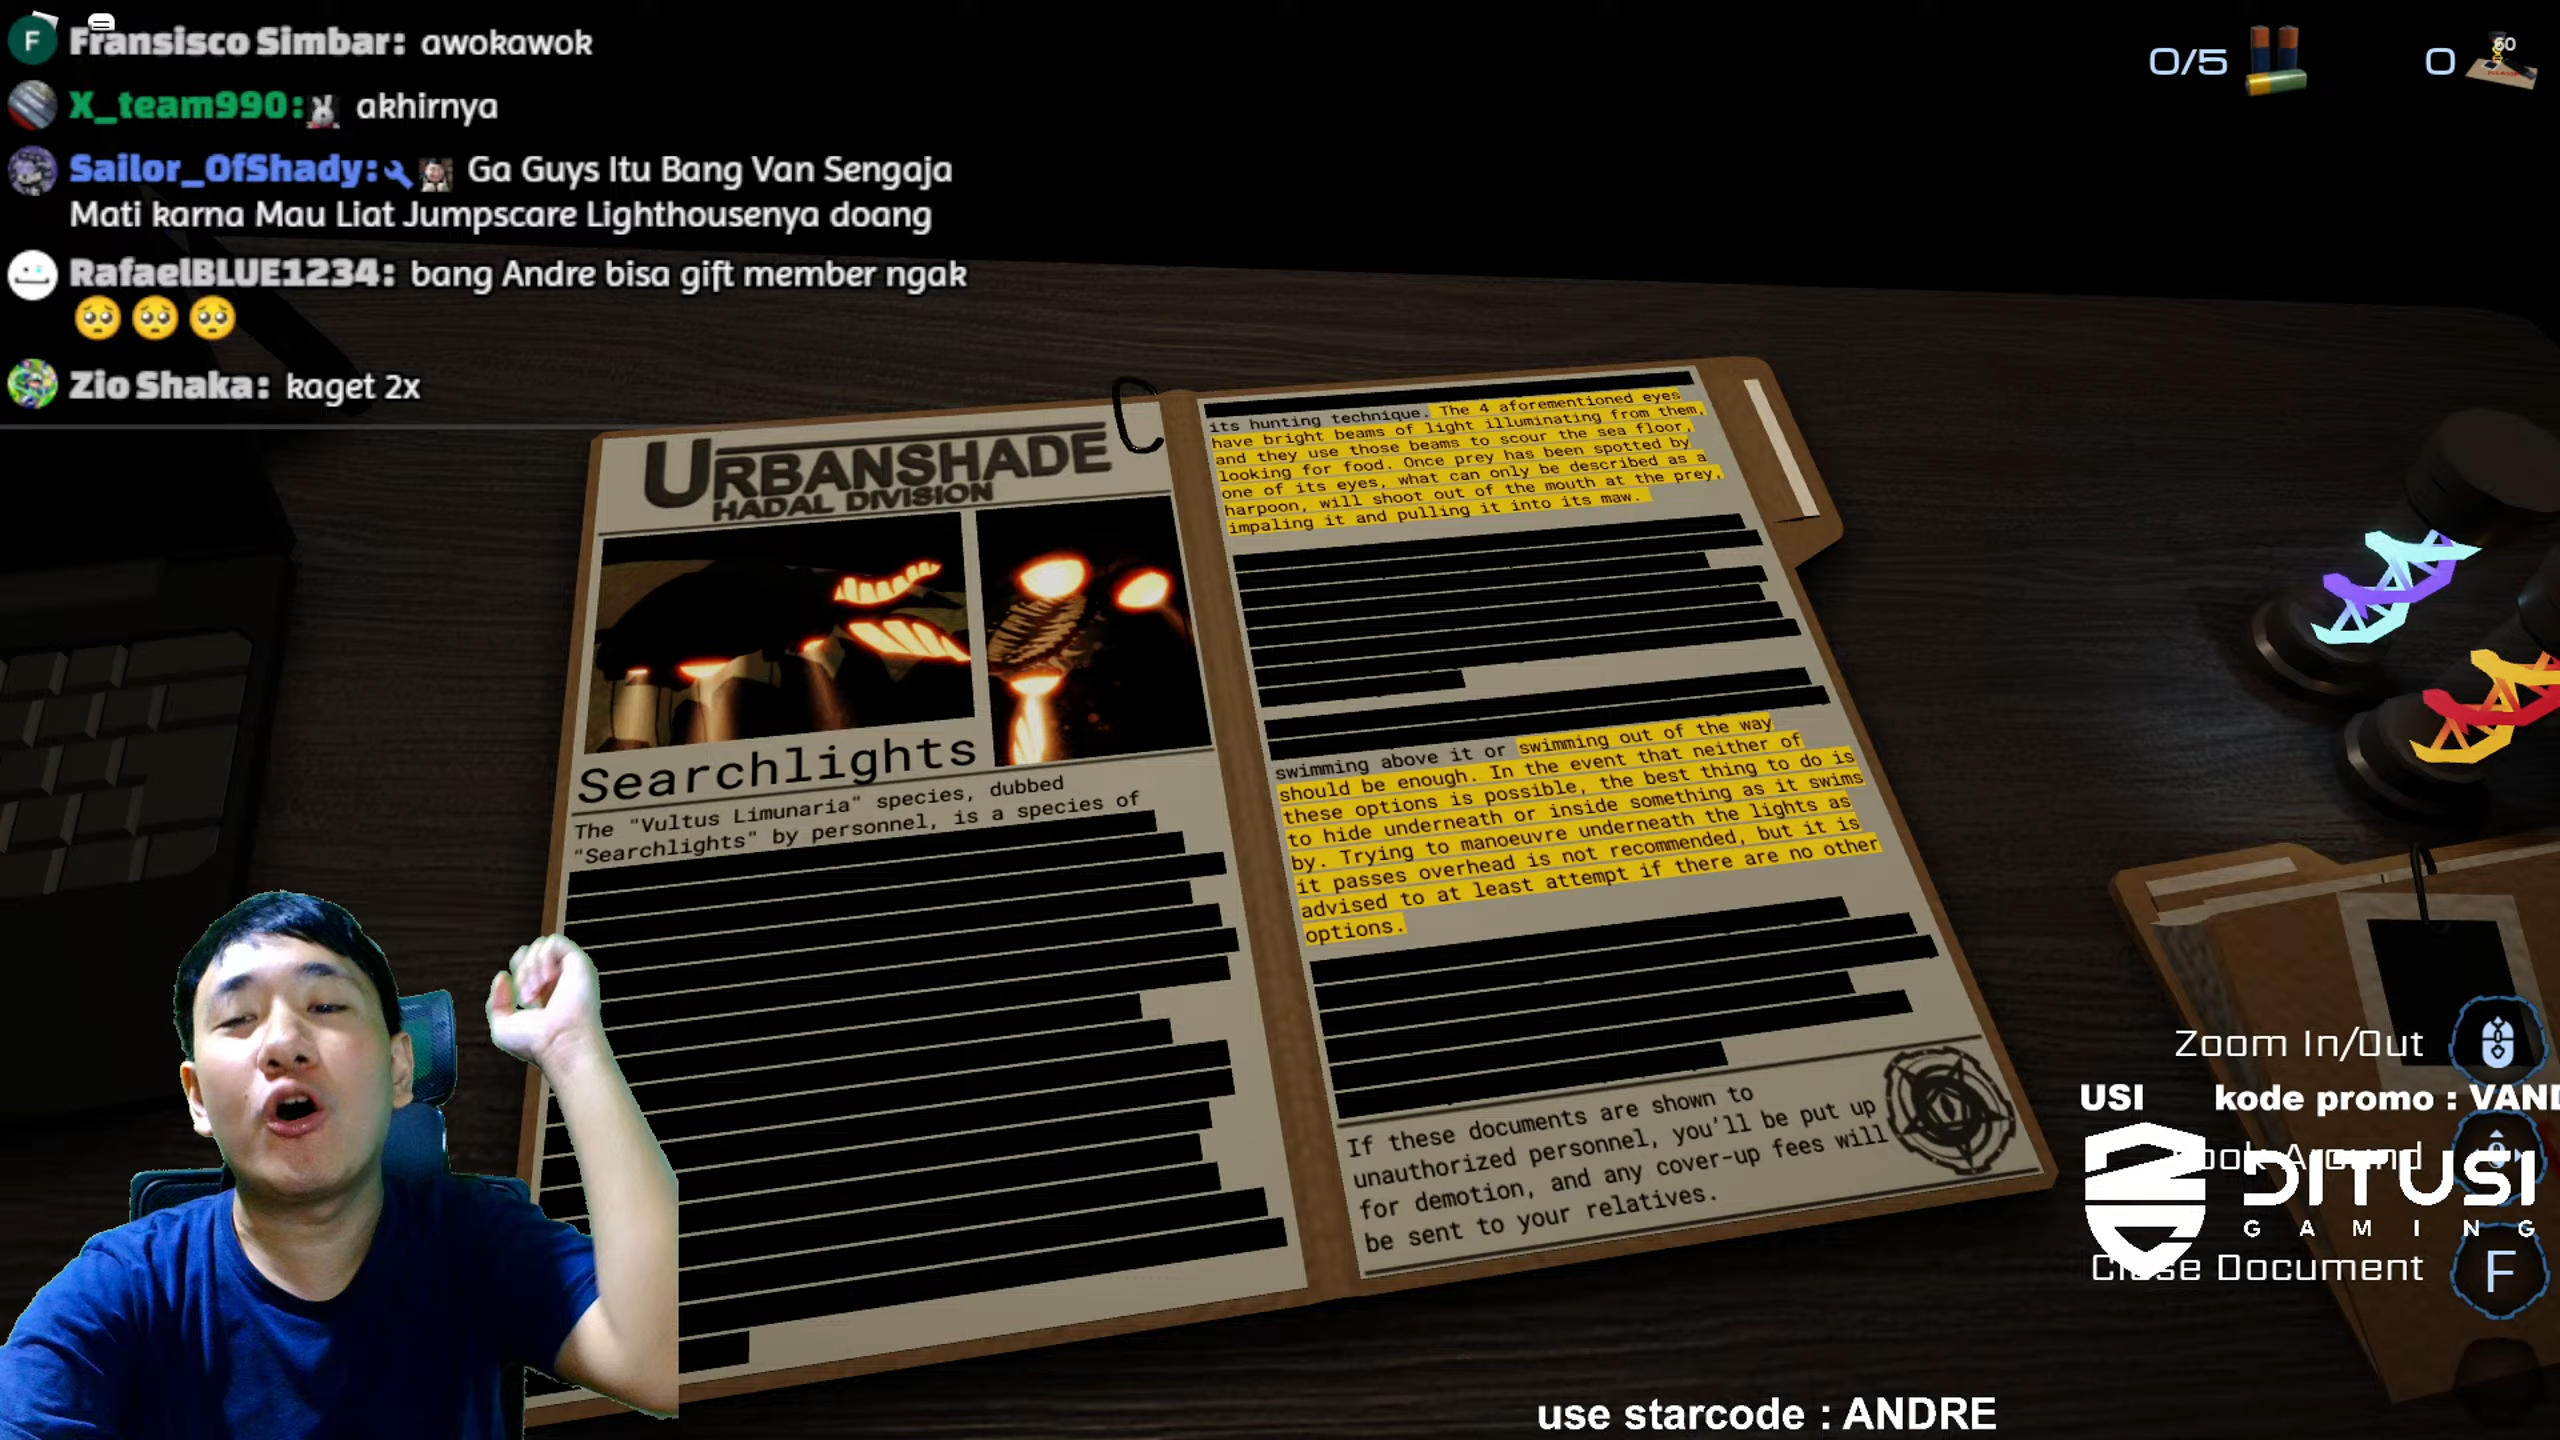 F Fransisco Simbar: awokawok
X_team990: akhirnya
Sailor_OfShady: Ga Guys Itu Bang Van Sengaja
Mati karna Mau Liat Jumpscare Lighthousenya doang
RafaelBLUE1234: bang Andre bisa gift member ngak
🥺 🥺 🥺
Zio Shaka: kaget 2x
0/5
0
60
URBANSHADE
HADAL DIVISION
Searchlights
The "Vultus Limunaria" species, dubbed
"Searchlights" by personnel, is a species of
its hunting technique. The 4 aforementioned eyes
have bright beams of light illuminating from them,
and they use those beams to scour the sea floor,
looking for food. Once prey has been spotted by
one of its eyes, what can only be described as a
harpoon, will shoot out of the mouth at the prey,
impaling it and pulling it into its maw.
swimming above it or swimming out of the way
should be enough. In the event that neither of
these options is possible, the best thing to do is
to hide underneath or inside something as it swims
by. Trying to manoeuvre underneath the lights as
it passes overhead is not recommended, but it is
advised to at least attempt if there are no other
options.
If these documents are shown to
unauthorized personnel, you'll be put up
for demotion, and any cover-up fees will
be sent to your relatives.
Zoom In/Out
USI kode promo : VAND
DITUSI
GAMING
Document
F
use starcode : ANDRE